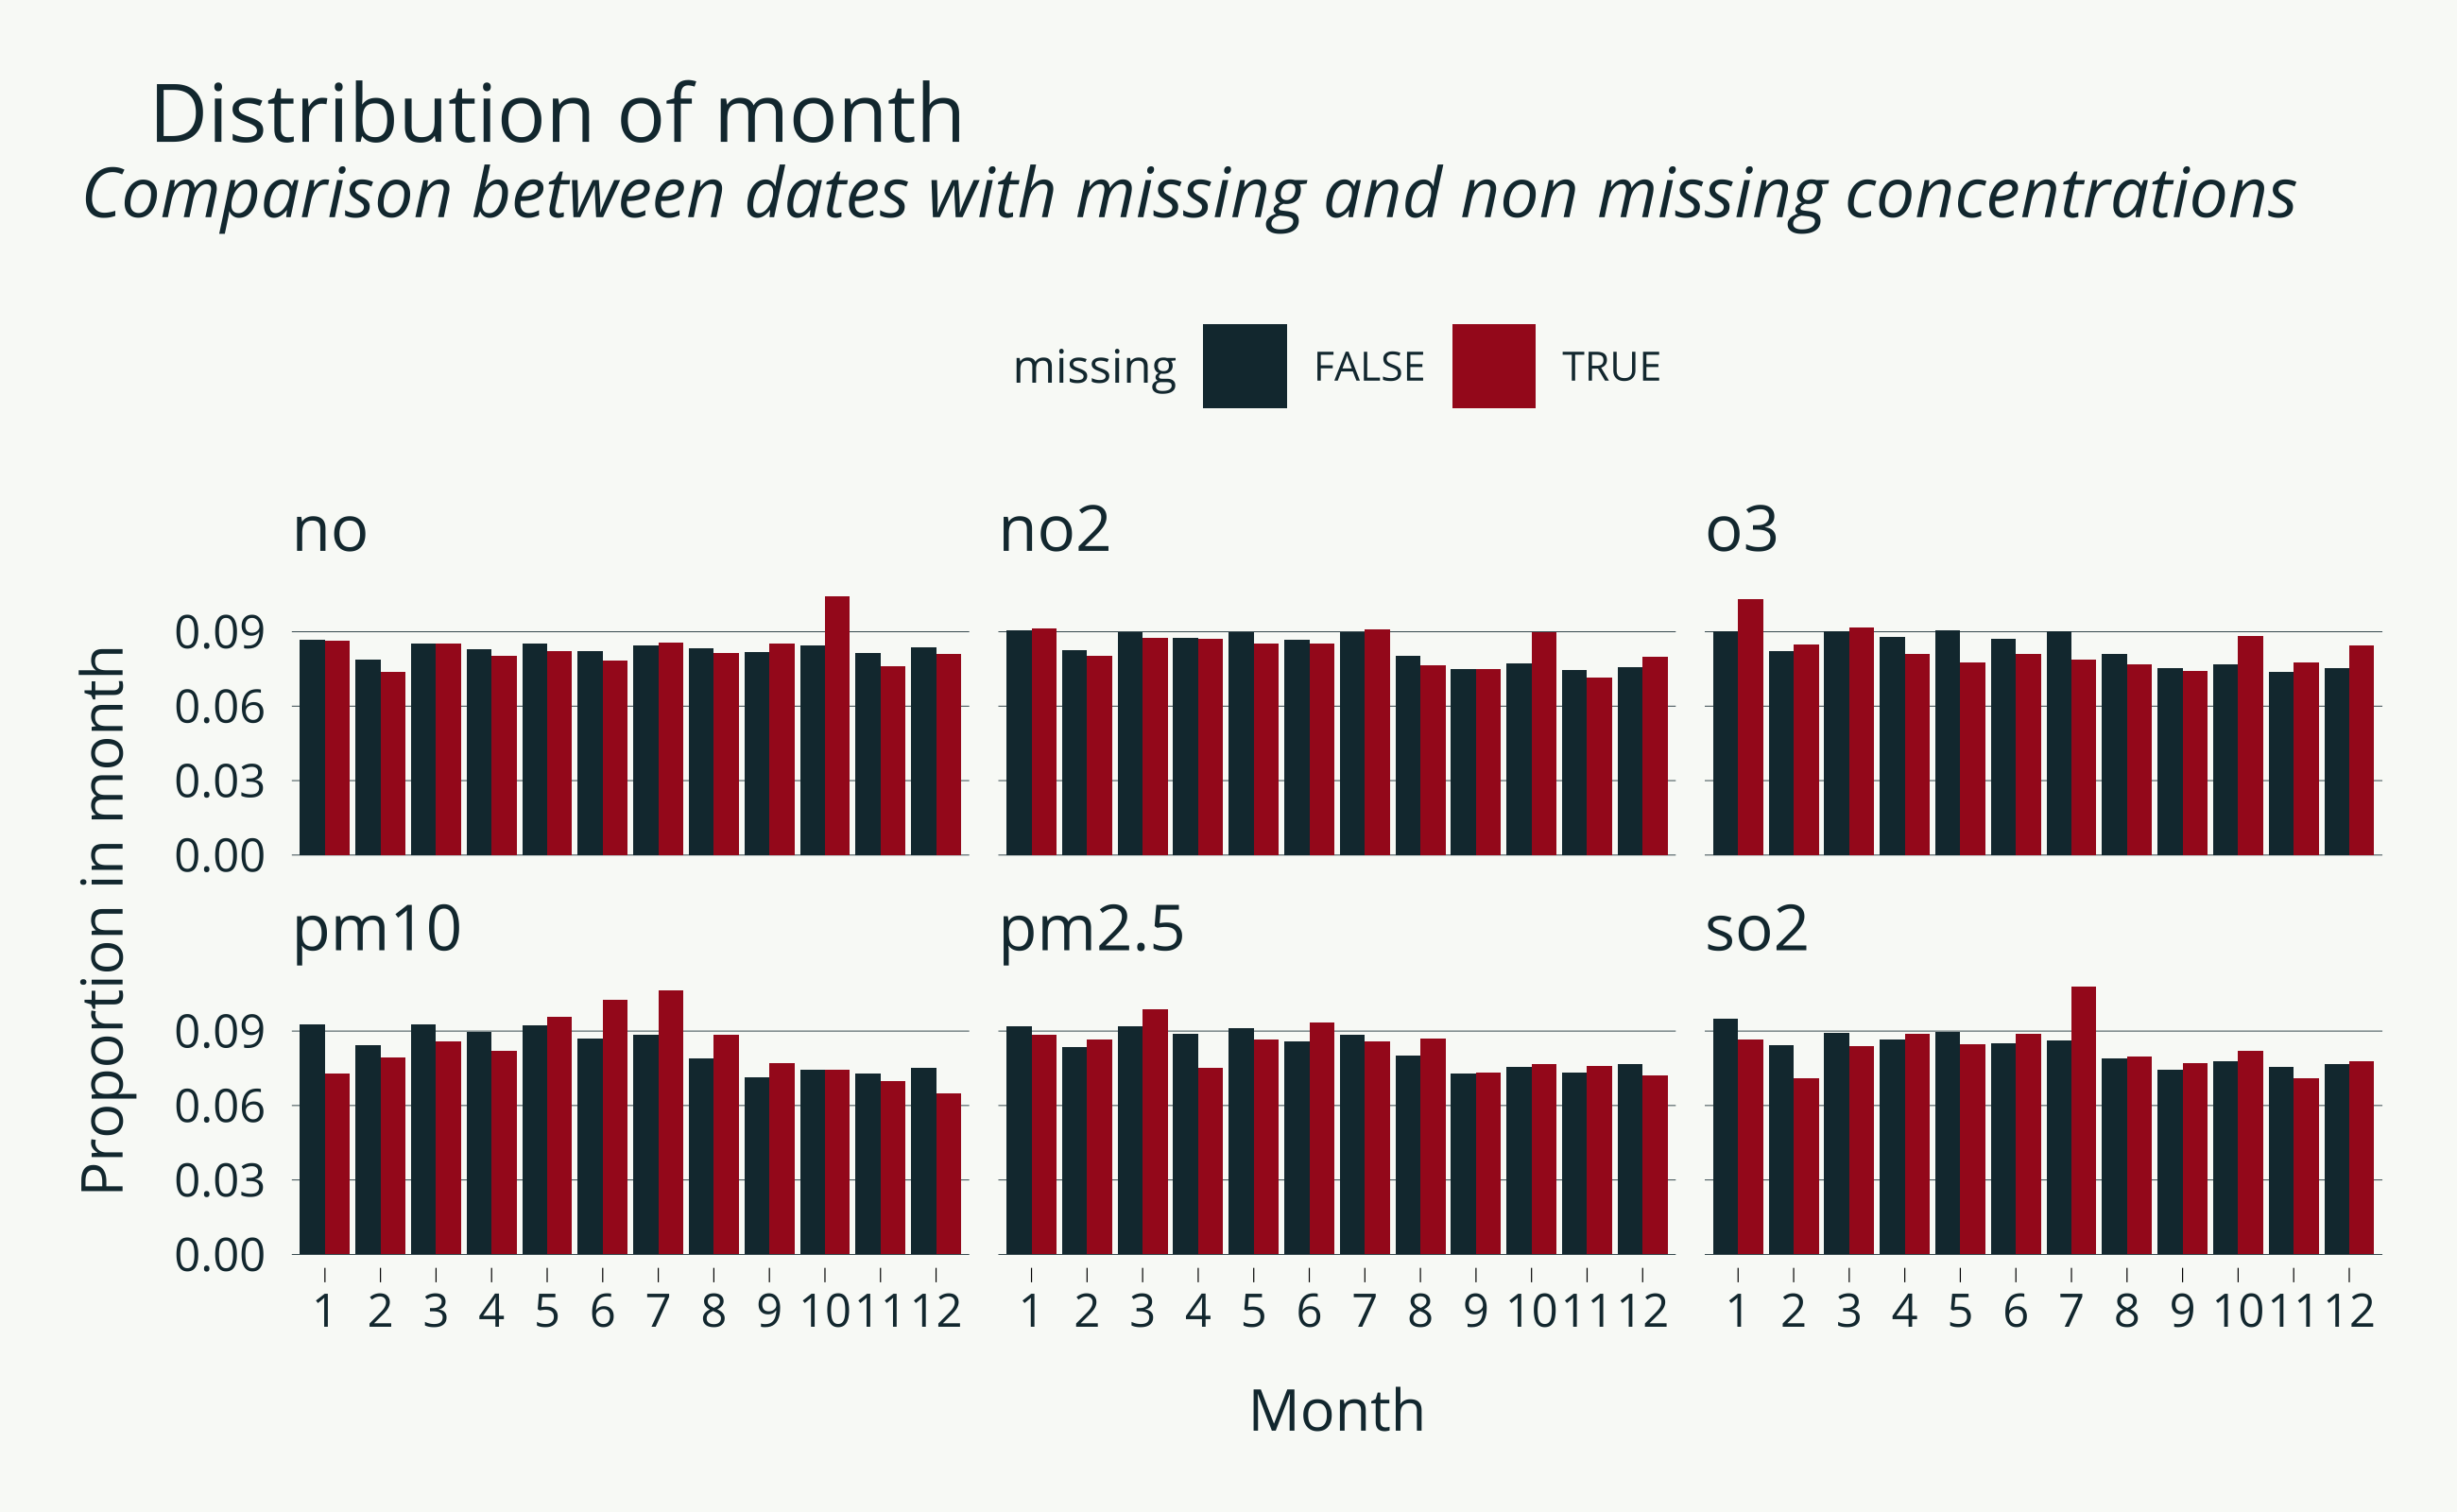 Distribution of month
Comparison between dates with missing and non missing concentrations
missing FALSE TRUE
no no2 o3
0.09
0.06
0.03
0.00
pm10 pm2.5 so2
0.09
0.06
0.03
0.00
Proportion in month
1 2 3 4 5 6 7 8 9 10 11 12 1 2 3 4 5 6 7 8 9 10 11 12 1 2 3 4 5 6 7 8 9 10 11 12
Month